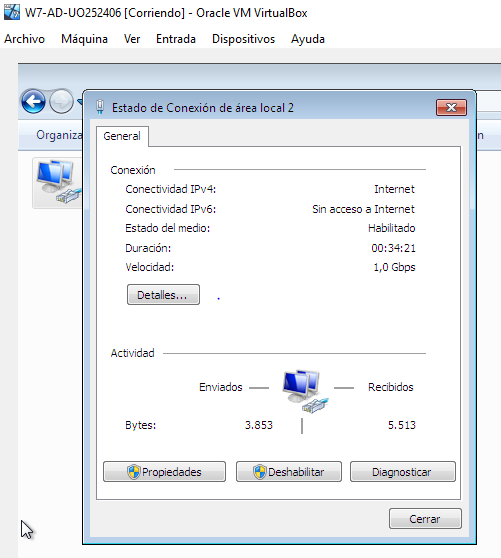 W7-AD-UO252406 [Corriendo] - Oracle VM VirtualBox
Archivo Máquina Ver Entrada Dispositivos Ayuda
Organiza
Estado de Conexión de área local 2
General
Conexión
Conectividad IPv4: Internet
Conectividad IPv6: Sin acceso a Internet
Estado del medio: Habilitado
Duración: 00:34:21
Velocidad: 1,0 Gbps
Detalles...
Actividad
Enviados Recibidos
Bytes: 3.853 5.513
Propiedades Deshabilitar Diagnosticar
Cerrar